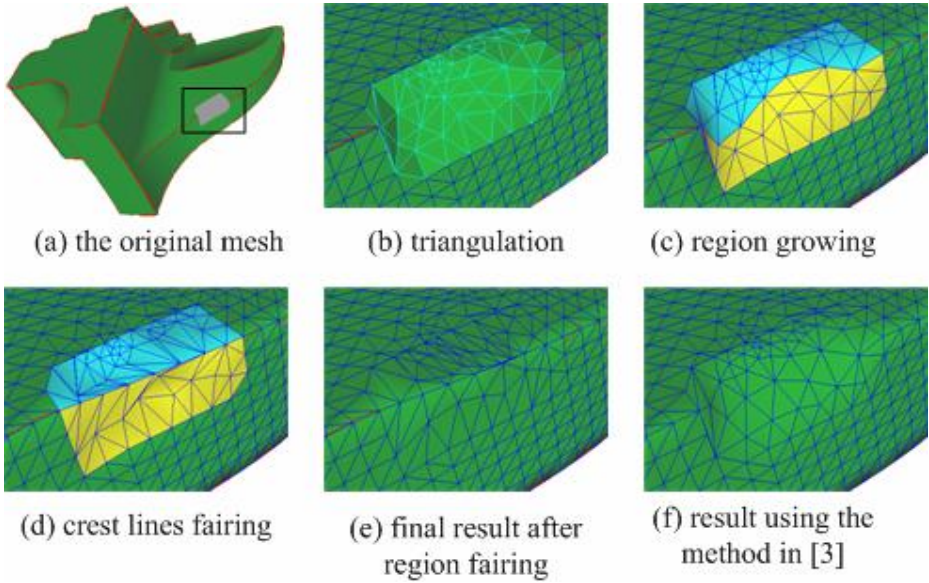 (a) the original mesh
(b) triangulation
(c) region growing
(d) crest lines fairing
(e) final result after
region fairing
(f) result using the
method in [3]